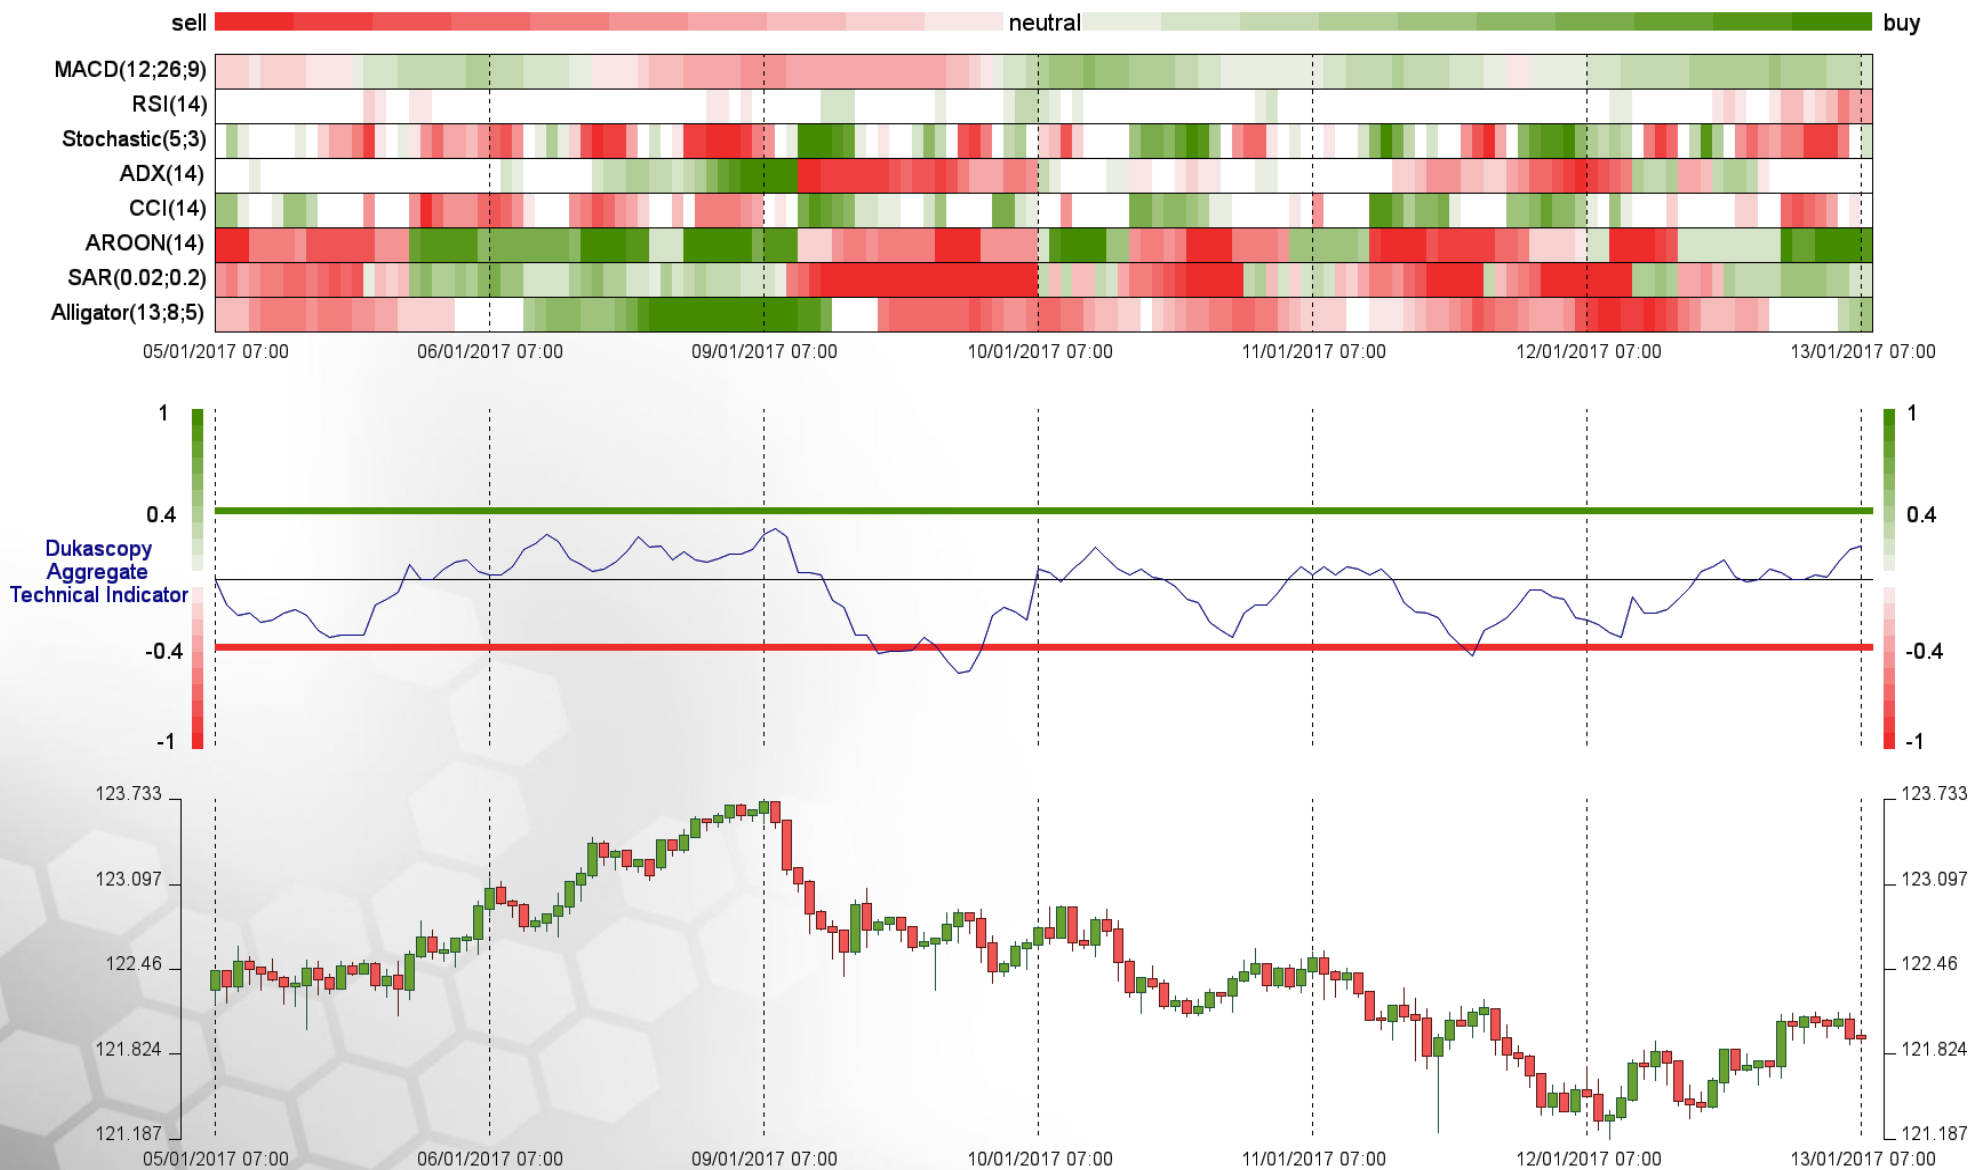 sell neutral buy
MACD(12;26;9)
RSI(14)
Stochastic(5;3)
ADX(14)
CCI(14)
AROON(14)
SAR(0.02;0.2)
Alligator(13;8;5)
05/01/2017 07:00 06/01/2017 07:00 09/01/2017 07:00 10/01/2017 07:00 11/01/2017 07:00 12/01/2017 07:00 13/01/2017 07:00
1 1
0.4 0.4
Dukascopy
Aggregate
Technical Indicator
-0.4 -0.4
-1 -1
123.733 123.733
123.097 123.097
122.46 122.46
121.824 121.824
121.187 121.187
05/01/2017 07:00 06/01/2017 07:00 09/01/2017 07:00 10/01/2017 07:00 11/01/2017 07:00 12/01/2017 07:00 13/01/2017 07:00